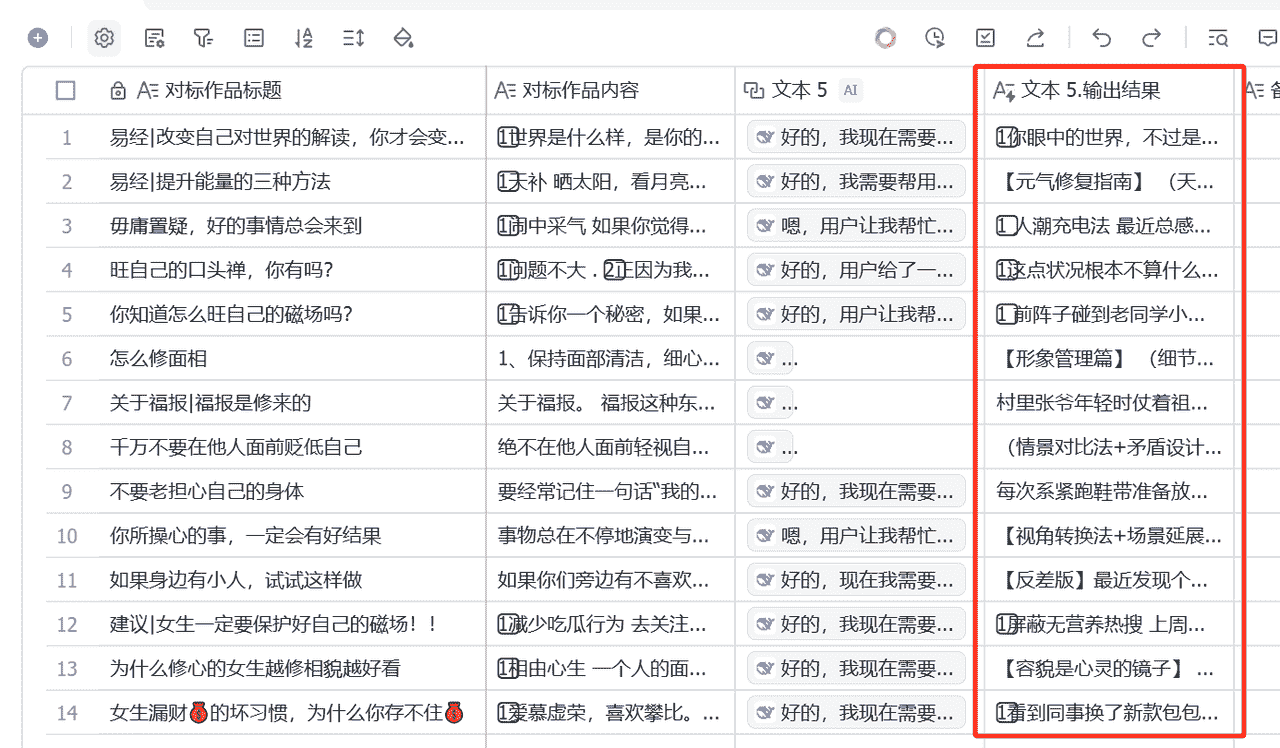 对标作品标题 对标作品内容 文本 5 AI 文本 5.输出结果
1 易经|改变自己对世界的解读，你才会变... 1️⃣世界是什么样，是你的... 好的，我现在需要... 1️⃣你眼中的世界，不过是...
2 易经|提升能量的三种方法 1️⃣天补 晒太阳，看月亮... 好的，我需要帮用... 【元气修复指南】 （天...
3 毋庸置疑，好的事情总会来到 1️⃣闹中采气 如果你觉得... 嗯，用户让我帮忙... 1️⃣人潮充电法 最近总感...
4 旺自己的口头禅，你有吗？ 1️⃣问题不大 . 2️⃣正因为我... 好的，用户给了一... 1️⃣这点状况根本不算什么...
5 你知道怎么旺自己的磁场吗？ 1️⃣告诉你一个秘密，如果... 好的，用户让我帮... 1️⃣前阵子碰到老同学小...
6 怎么修面相 1、保持面部清洁，细心... ... 【形象管理篇】 （细节...
7 关于福报|福报是修来的 关于福报。 福报这种东... ... 村里张爷年轻时仗着祖...
8 千万不要在他人面前贬低自己 绝不在他人面前轻视自... ... （情景对比法+矛盾设计...
9 不要老担心自己的身体 要经常记住一句话“我的... 好的，我现在需要... 每次系紧跑鞋带准备放...
10 你所操心的事，一定会有好结果 事物总在不停地演变与... 嗯，用户让我帮忙... 【视角转换法+场景延展...
11 如果身边有小人，试试这样做 如果你们旁边有不喜欢... 好的，现在我需要... 【反差版】最近发现个...
12 建议|女生一定要保护好自己的磁场！！ 1️⃣减少吃瓜行为 去关注... 好的，我现在需要... 1️⃣屏蔽无营养热搜 上周...
13 为什么修心的女生越修相貌越好看 1️⃣相由心生 一个人的面... 好的，我现在需要... 【容貌是心灵的镜子】 ...
14 女生漏财💰的坏习惯，为什么你存不住💰 1️⃣爱慕虚荣，喜欢攀比。... 好的，我现在需要... 1️⃣看到同事换了新款包包...